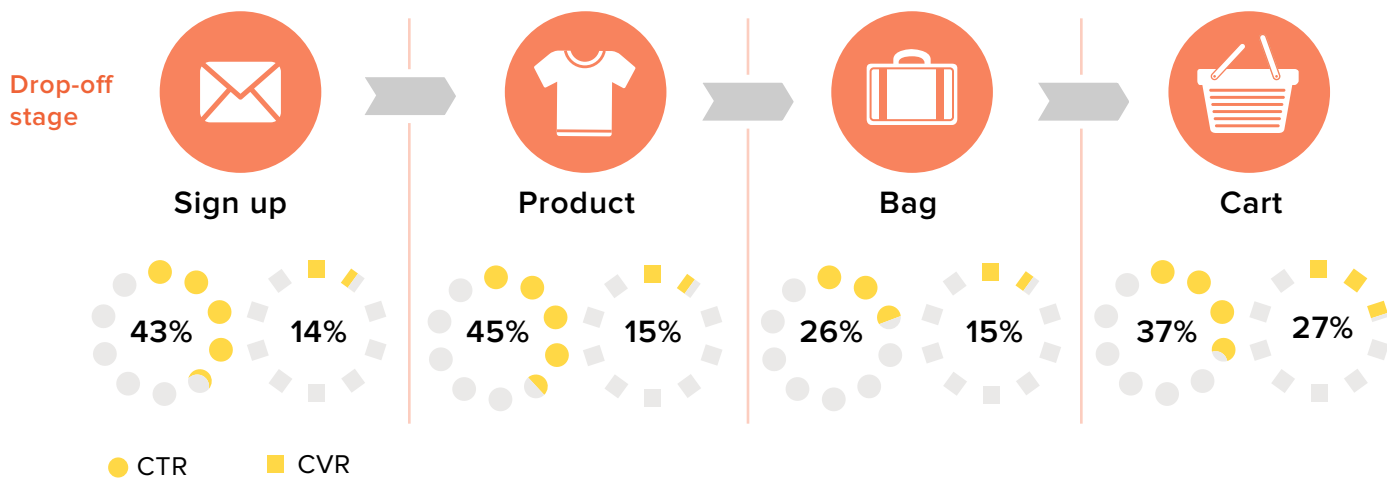 Drop-off
stage
Sign up
Product
Bag
Cart
43%
14%
45%
15%
26%
15%
37%
27%
CTR
CVR